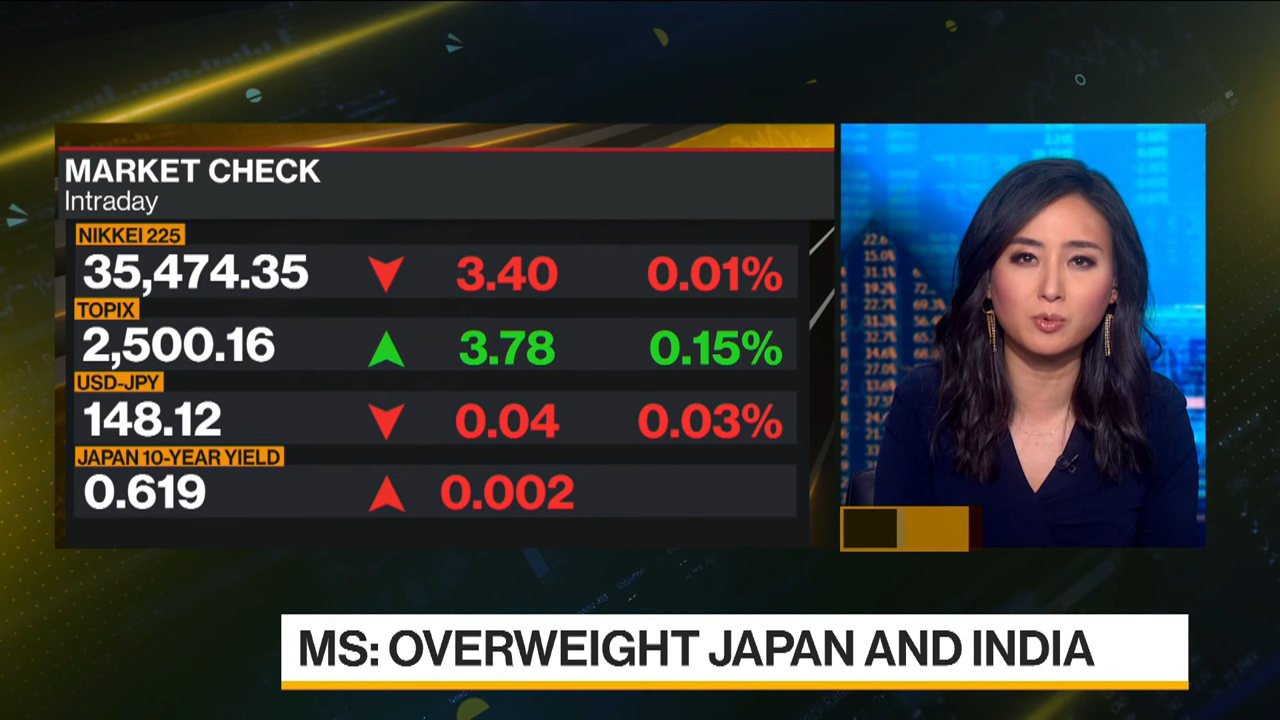 MARKET CHECK
Intraday
NIKKEI 225
35,474.35 3.40 0.01%
TOPIX
2,500.16 3.78 0.15%
USD-JPY
148.12 0.04 0.03%
JAPAN 10-YEAR YIELD
0.619 0.002
MS: OVERWEIGHT JAPAN AND INDIA